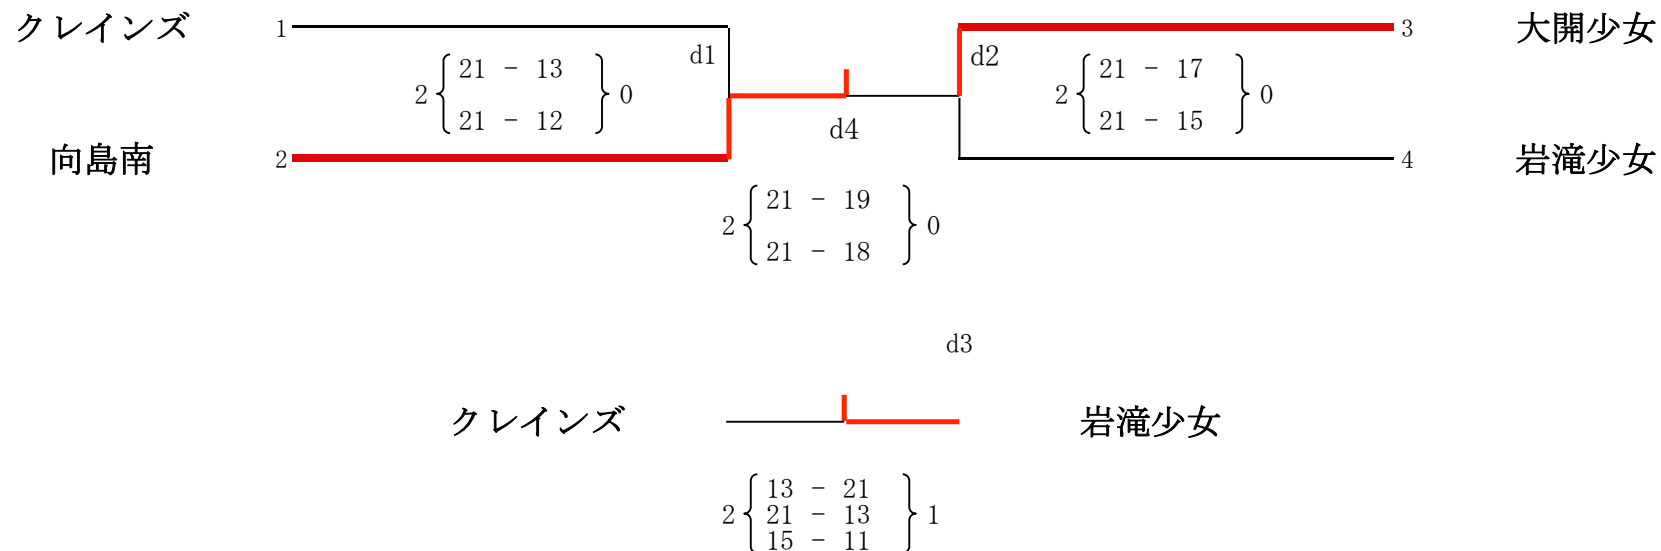 クレインズ 1 3 大開少女
d1 d2
2 21 - 13 0 2 21 - 17 0
21 - 12 21 - 15
d4
向島南 2 4 岩滝少女
2 21 - 19 0
21 - 18
d3
クレインズ 岩滝少女
13 - 21
2 21 - 13 1
15 - 11